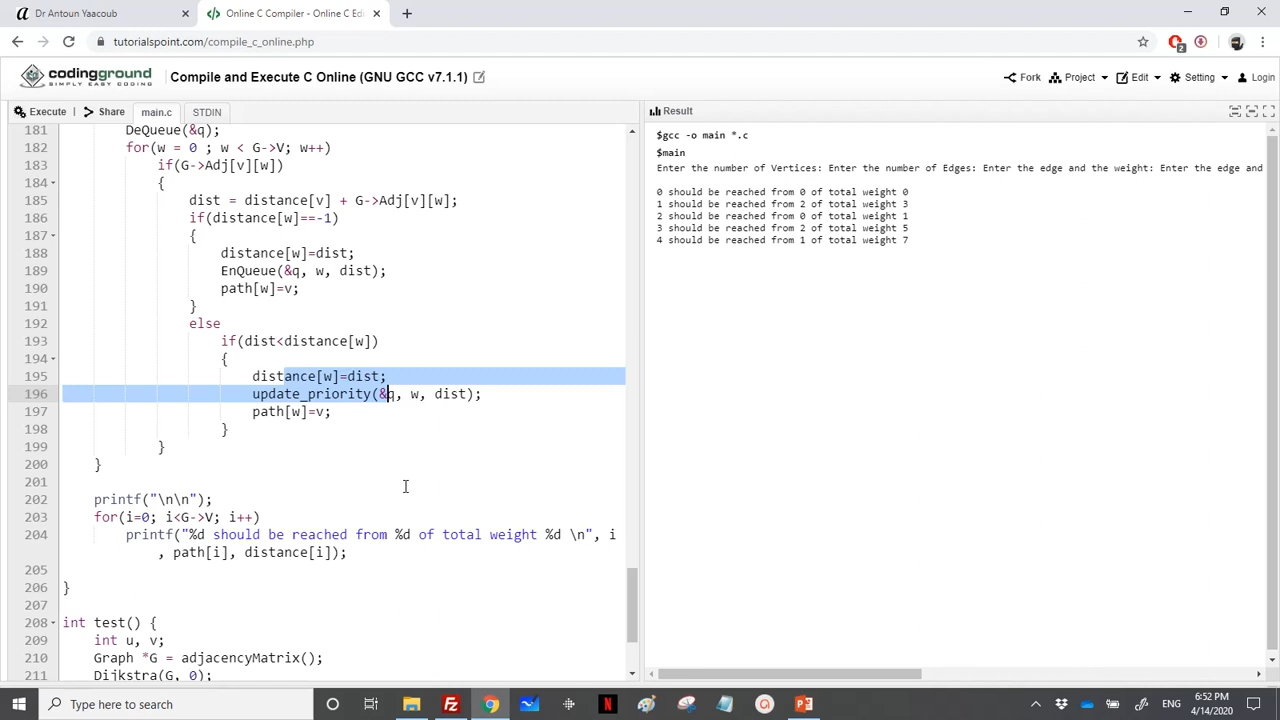 Dr Antoun Yaacoub
Online C Compiler - Online C Edi
tutorialspoint.com/compile_c_online.php
2
codingground
SIMPLY EASY CODING
Compile and Execute C Online (GNU GCC v7.1.1)
Fork
Project
Edit
Setting
Login
Execute
Share
main.c
STDIN
Result
181 DeQueue(&q);
182 for(w = 0 ; w < G->V; w++)
183 if(G->Adj[v][w])
184 {
185 dist = distance[v] + G->Adj[v][w];
186 if(distance[w]==-1)
187 {
188 distance[w]=dist;
189 EnQueue(&q, w, dist);
190 path[w]=v;
191 }
192 else
193 if(dist<distance[w])
194 {
195 distance[w]=dist;
196 update_priority(&q, w, dist);
197 path[w]=v;
198 }
199 }
200 }
201
202 printf("\n\n");
203 for(i=0; i<G->V; i++)
204 printf("%d should be reached from %d of total weight %d \n", i
, path[i], distance[i]);
205
206 }
207
208 int test() {
209 int u, v;
210 Graph *G = adjacencyMatrix();
211 Dijkstra(G, 0);
$gcc -o main *.c
$main
Enter the number of Vertices: Enter the number of Edges: Enter the edge and the weight: Enter the edge and
0 should be reached from 0 of total weight 0
1 should be reached from 2 of total weight 3
2 should be reached from 0 of total weight 1
3 should be reached from 2 of total weight 5
4 should be reached from 1 of total weight 7
Type here to search
ENG
6:52 PM
4/14/2020